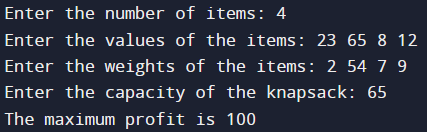 Enter the number of items: 4
Enter the values of the items: 23 65 8 12
Enter the weights of the items: 2 54 7 9
Enter the capacity of the knapsack: 65
The maximum profit is 100